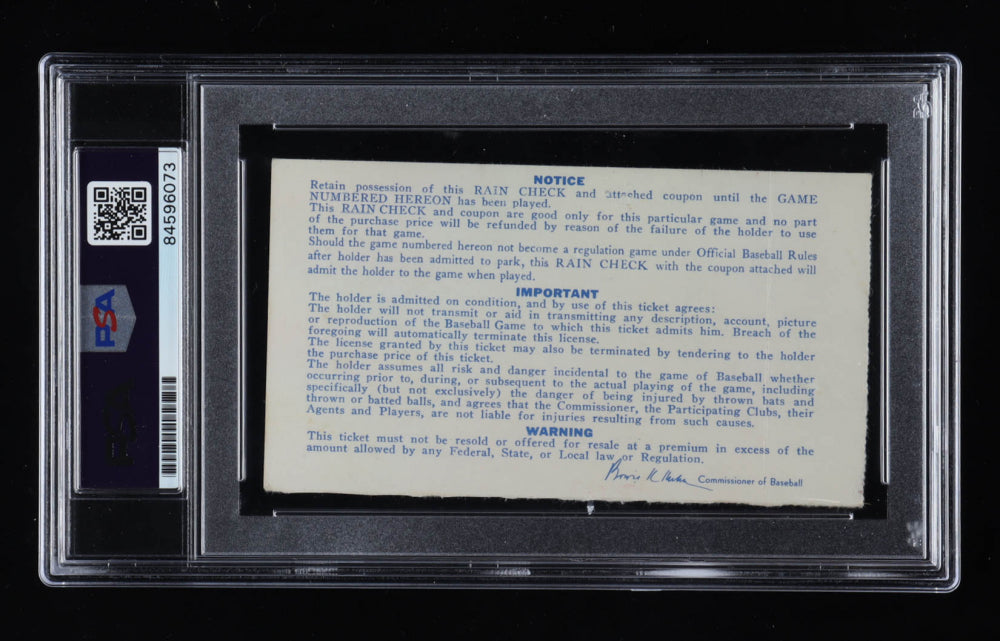 84596073
PSA
NOTICE
Retain possession of this RAIN CHECK and attached coupon until the GAME
NUMBERED HEREON has been played.
This RAIN CHECK and coupon are good only for this particular game and no part
of the purchase price will be refunded by reason of the failure of the holder to use
them for that game.
Should the game numbered hereon not become a regulation game under Official Baseball Rules
after holder has been admitted to park, this RAIN CHECK with the coupon attached will
admit the holder to the game when played.
IMPORTANT
The holder is admitted on condition, and by use of this ticket agrees:
The holder will not transmit or aid in transmitting any description, account, picture
or reproduction of the Baseball Game to which this ticket admits him. Breach of the
foregoing will automatically terminate this license.
The license granted by this ticket may also be terminated by tendering to the holder
the purchase price of this ticket.
The holder assumes all risk and danger incidental to the game of Baseball whether
occurring prior to, during, or subsequent to the actual playing of the game, including
specifically (but not exclusively) the danger of being injured by thrown bats and
thrown or batted balls, and agrees that the Commissioner, the Participating Clubs, their
Agents and Players, are not liable for injuries resulting from such causes.
WARNING
This ticket must not be resold or offered for resale at a premium in excess of the
amount allowed by any Federal, State, or Local law or Regulation.
Bowie K Kuhn Commissioner of Baseball